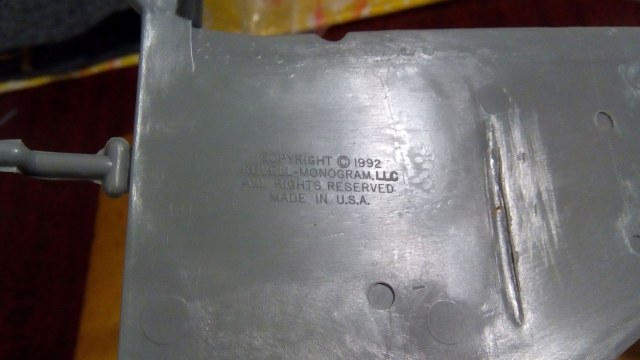 COPYRIGHT © 1992
REVELL-MONOGRAM, LLC
ALL RIGHTS RESERVED
MADE IN U.S.A.